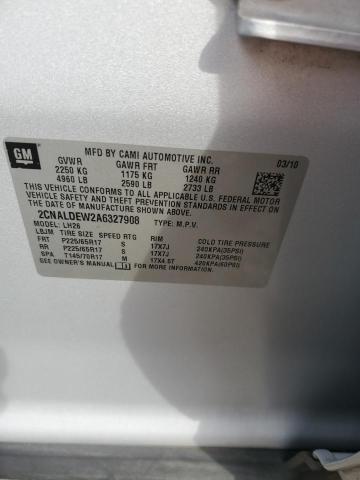 GM
MFD BY CAMI AUTOMOTIVE INC.
03/10
GVWR GAWR FRT GAWR RR
2250 KG 1175 KG 1240 KG
4960 LB 2590 LB 2733 LB
THIS VEHICLE CONFORMS TO ALL APPLICABLE U.S. FEDERAL MOTOR
VEHICLE SAFETY AND THEFT PREVENTION STANDARDS IN EFFECT ON
THE DATE OF MANUFACTURE SHOWN ABOVE.
2CNALDEW2A6327908 TYPE: M.P.V.
MODEL: LH26
LBJM TIRE SIZE SPEED RTG RIM COLD TIRE PRESSURE
FRT P225/65R17 S 17X7J 240KPA(35PSI)
RR P225/65R17 S 17X7J 240KPA(35PSI)
SPA T145/70R17 M 17X4 ST 420KPA(60PSI)
SEE OWNER'S MANUAL FOR ADDITIONAL INFORMATION.